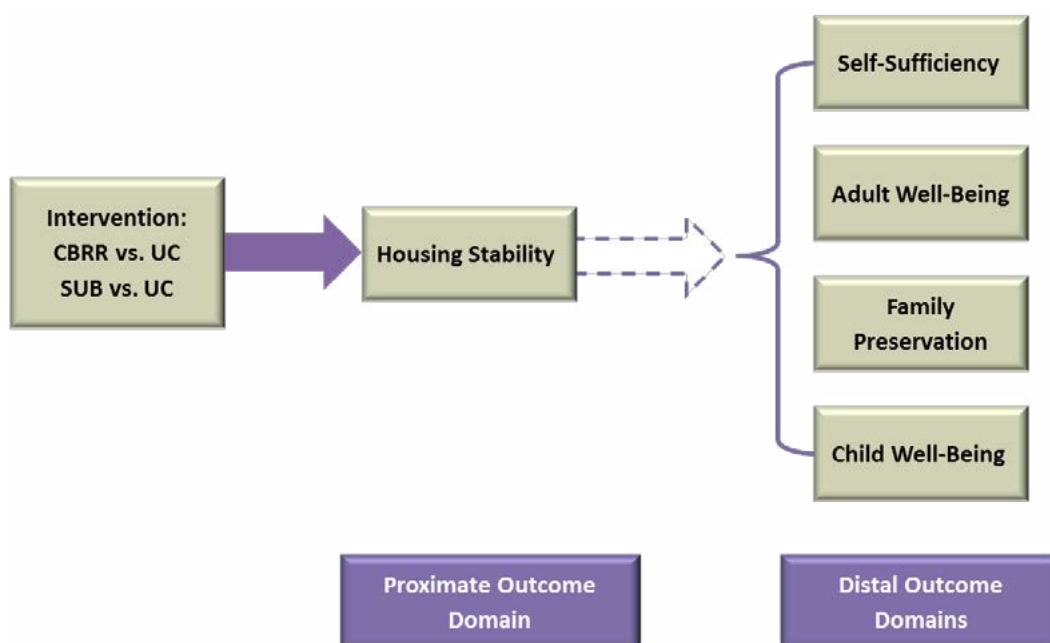 Intervention:
CBRR vs. UC
SUB vs. UC
Housing Stability
Self-Sufficiency
Adult Well-Being
Family
Preservation
Child Well-Being
Proximate Outcome
Domain
Distal Outcome
Domains